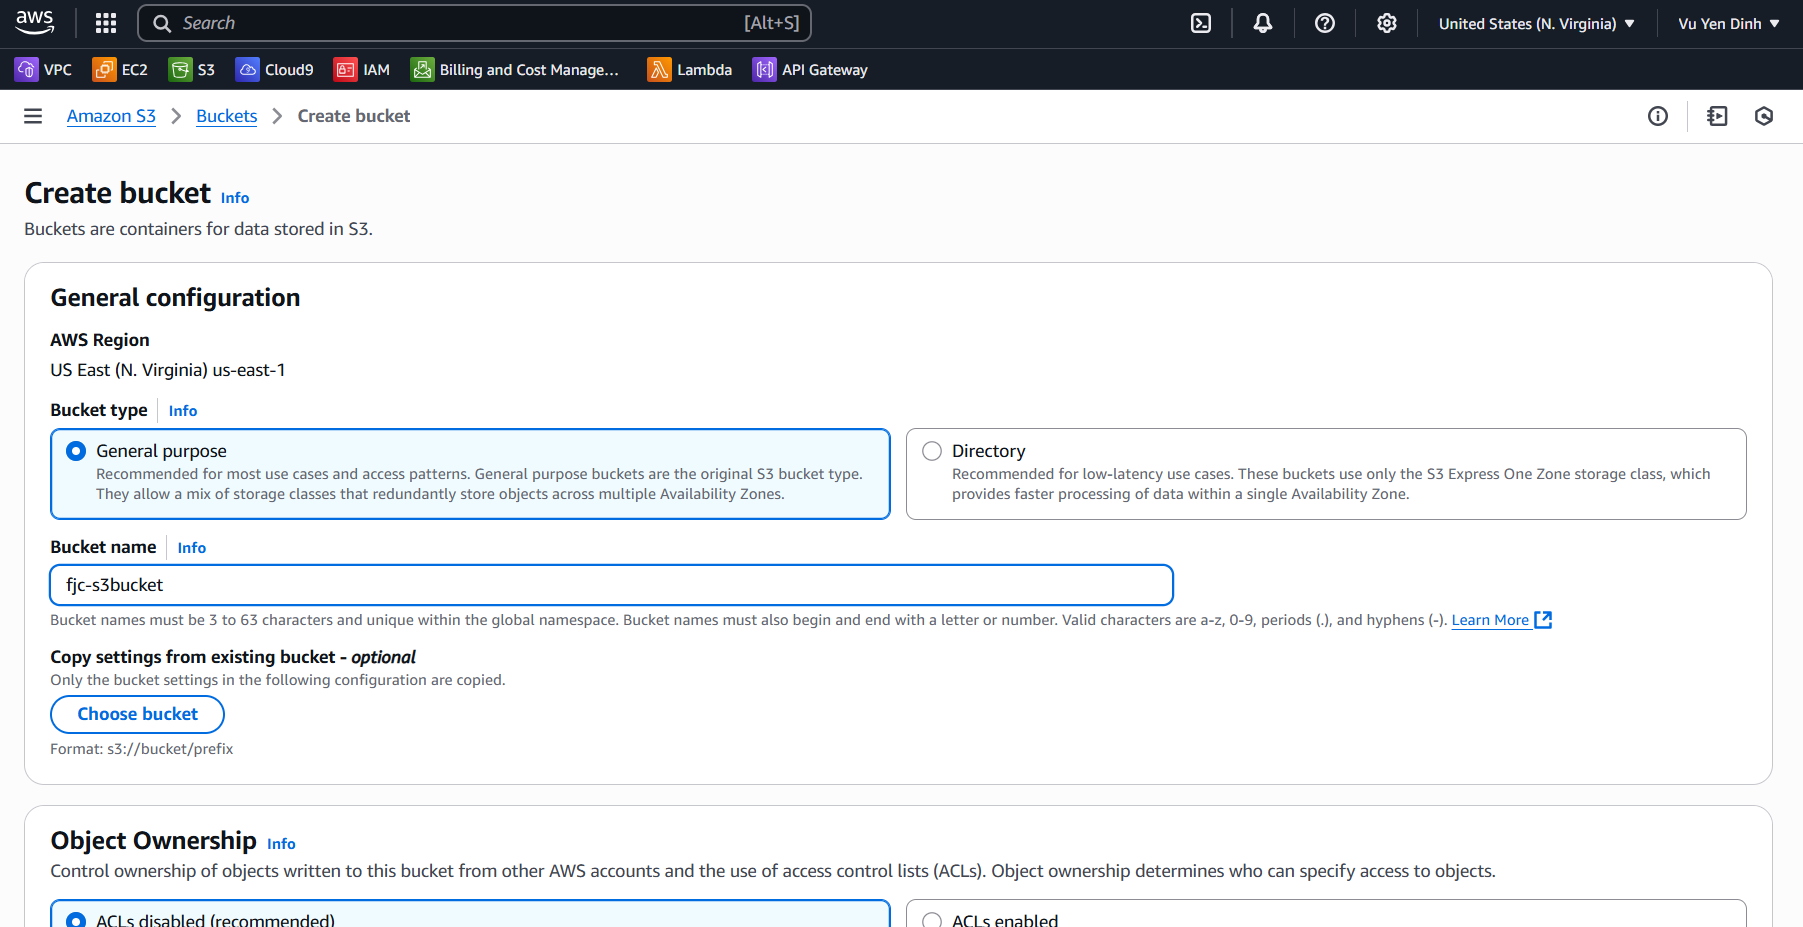 aws
Search [Alt+S] United States (N. Virginia) Vu Yen Dinh
VPC EC2 S3 Cloud9 IAM Billing and Cost Manage... Lambda API Gateway
Amazon S3 Buckets Create bucket
Create bucket Info
Buckets are containers for data stored in S3.
General configuration
AWS Region
US East (N. Virginia) us-east-1
Bucket type Info
General purpose
Recommended for most use cases and access patterns. General purpose buckets are the original S3 bucket type.
They allow a mix of storage classes that redundantly store objects across multiple Availability Zones.
Directory
Recommended for low-latency use cases. These buckets use only the S3 Express One Zone storage class, which
provides faster processing of data within a single Availability Zone.
Bucket name Info
fjc-s3bucket
Bucket names must be 3 to 63 characters and unique within the global namespace. Bucket names must also begin and end with a letter or number. Valid characters are a-z, 0-9, periods (.), and hyphens (-). Learn More
Copy settings from existing bucket - optional
Only the bucket settings in the following configuration are copied.
Choose bucket
Format: s3://bucket/prefix
Object Ownership Info
Control ownership of objects written to this bucket from other AWS accounts and the use of access control lists (ACLs). Object ownership determines who can specify access to objects.
ACLs disabled (recommended)
ACLs enabled